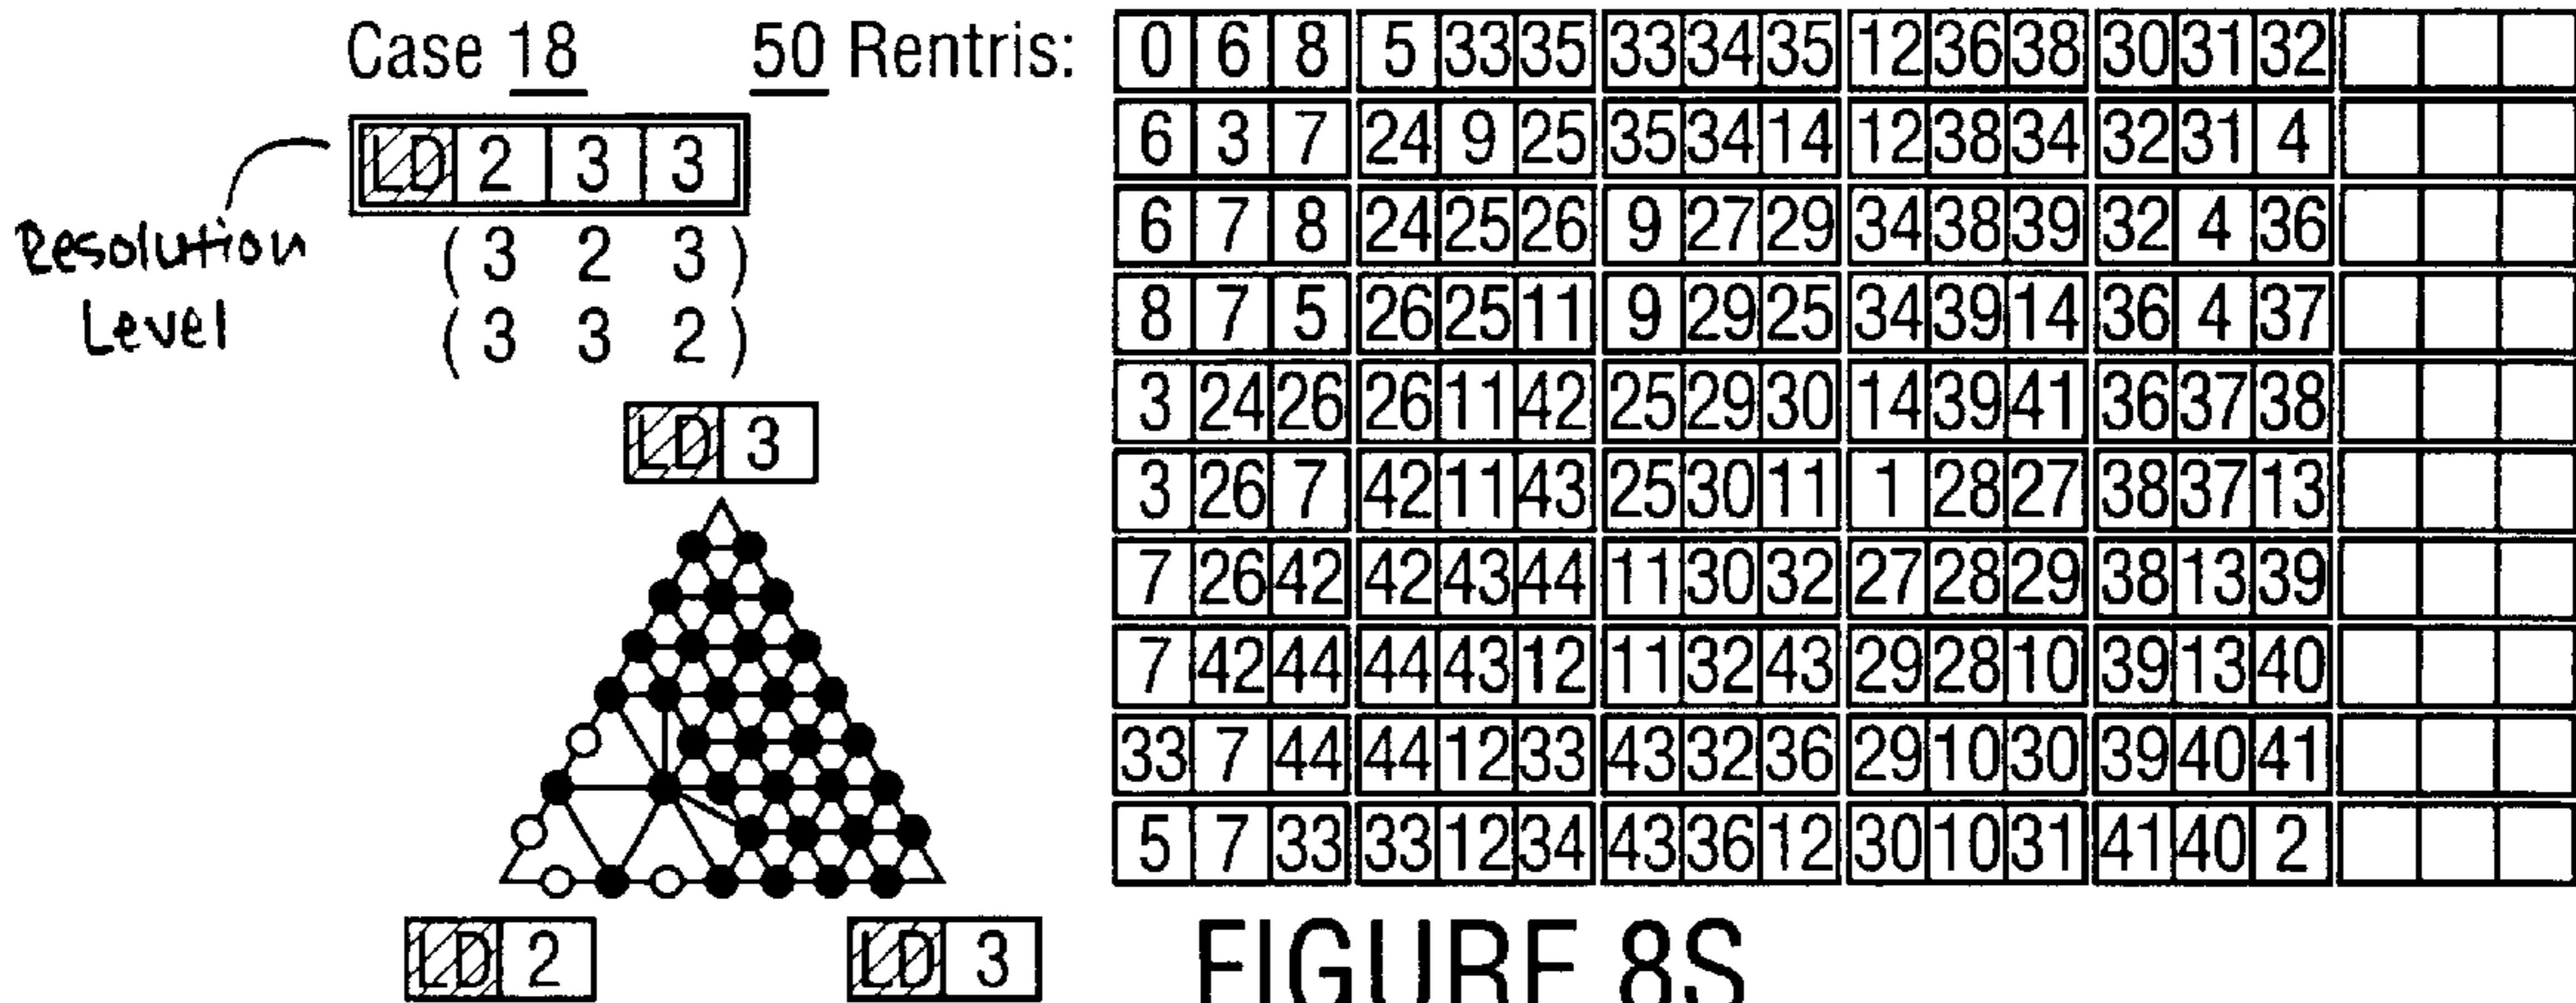 Case 18 50 Rentris:
LD 2 3 3
( 3 2 3 )
( 3 3 2 )
Resolution
Level
LD 3
LD 2
LD 3
0 6 8 5 33 35 33 34 35 12 36 38 30 31 32
6 3 7 24 9 25 35 34 14 12 38 34 32 31 4
6 7 8 24 25 26 9 27 29 34 38 39 32 4 36
8 7 5 26 25 11 9 29 25 34 39 14 36 4 37
3 24 26 26 11 42 25 29 30 14 39 41 36 37 38
3 26 7 42 11 43 25 30 11 1 28 27 38 37 13
7 26 42 42 43 44 11 30 32 27 28 29 38 13 39
7 42 44 44 43 12 11 32 43 29 28 10 39 13 40
33 7 44 44 12 33 43 32 36 29 10 30 39 40 41
5 7 33 33 12 34 43 36 12 30 10 31 41 40 2
FIGURE 8S